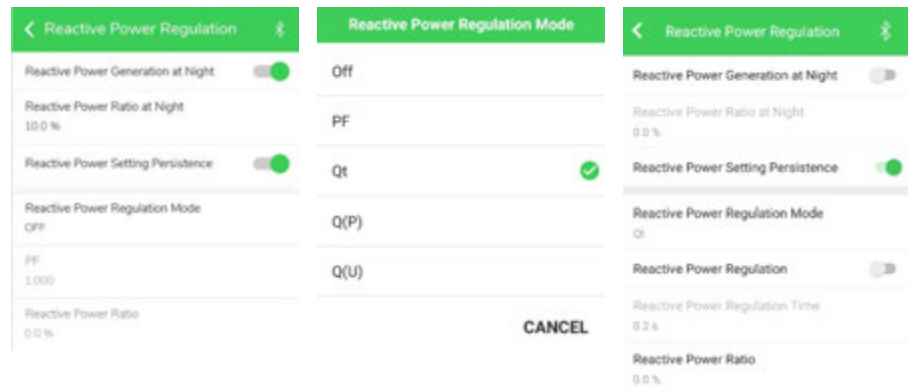 Reactive Power Regulation
Reactive Power Generation at Night
Reactive Power Ratio at Night
10.0 %
Reactive Power Setting Persistence
Reactive Power Regulation Mode
OFF
PF
1.000
Reactive Power Ratio
0.0 %
Reactive Power Regulation Mode
Off
PF
Qt
Q(P)
Q(U)
CANCEL
Reactive Power Regulation
Reactive Power Generation at Night
Reactive Power Ratio at Night
0.0 %
Reactive Power Setting Persistence
Reactive Power Regulation Mode
Qt
Reactive Power Regulation
Reactive Power Regulation Time
0.2 s
Reactive Power Ratio
0.0 %